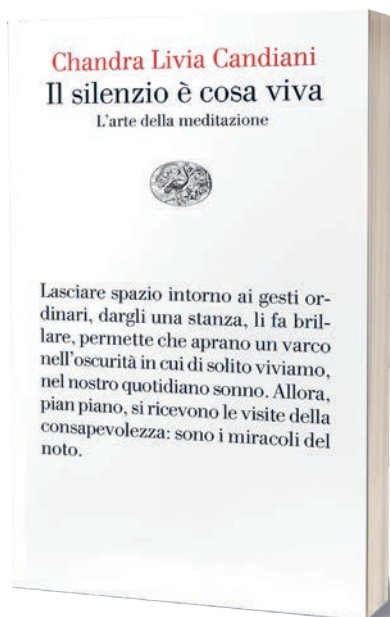 Chandra Livia Candiani
Il silenzio è cosa viva
L'arte della meditazione
Lasciare spazio intorno ai gesti or-
dinari, dargli una stanza, li fa bril-
lare, permette che aprano un varco
nell'oscurità in cui di solito viviamo,
nel nostro quotidiano sonno. Allora,
pian piano, si ricevono le visite della
consapevolezza: sono i miracoli del
noto.